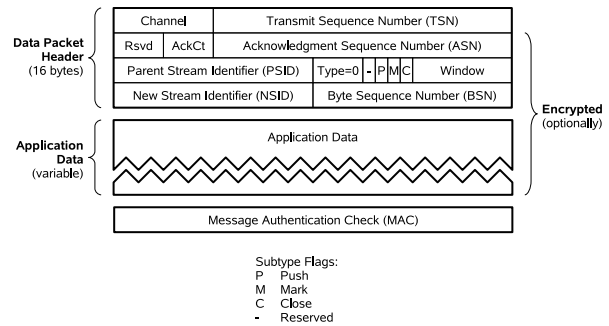 Channel Transmit Sequence Number (TSN)
Data Packet Header (16 bytes)
Rsvd AckCt Acknowledgment Sequence Number (ASN)
Parent Stream Identifier (PSID) Type=0 - P M C Window
New Stream Identifier (NSID) Byte Sequence Number (BSN)
Encrypted
(optionally)
Application Data
Application
Data
(variable)
Message Authentication Check (MAC)
Subtype Flags:
P Push
M Mark
C Close
- Reserved